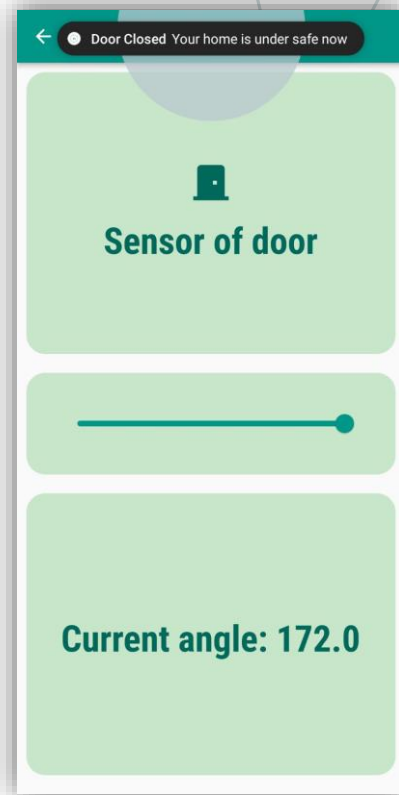 Door Closed Your home is under safe now
Sensor of door
Current angle: 172.0